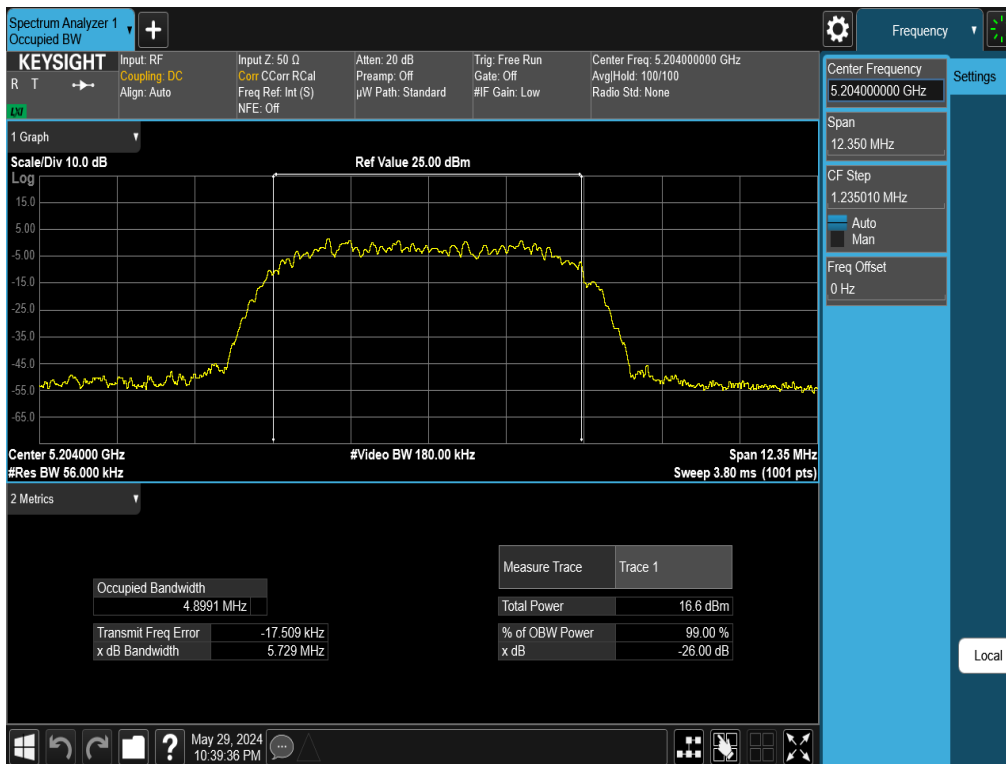 Spectrum Analyzer 1
Occupied BW
+
Frequency
KEYSIGHT
R T
LXI
Input: RF
Coupling: DC
Align: Auto
Input Z: 50 Ω
Corr CCorr RCal
Freq Ref: Int (S)
NFE: Off
Atten: 20 dB
Preamp: Off
µW Path: Standard
Trig: Free Run
Gate: Off
#IF Gain: Low
Center Freq: 5.204000000 GHz
Avg|Hold: 100/100
Radio Std: None
Center Frequency
5.204000000 GHz
Settings
Span
12.350 MHz
CF Step
1.235010 MHz
Auto
Man
Freq Offset
0 Hz
Local
1 Graph
Scale/Div 10.0 dB
Ref Value 25.00 dBm
Log
15.0
5.00
-5.00
-15.0
-25.0
-35.0
-45.0
-55.0
-65.0
Center 5.204000 GHz
#Video BW 180.00 kHz
Span 12.35 MHz
#Res BW 56.000 kHz
Sweep 3.80 ms (1001 pts)
2 Metrics
Occupied Bandwidth
4.8991 MHz
Transmit Freq Error -17.509 kHz
x dB Bandwidth 5.729 MHz
Measure Trace Trace 1
Total Power 16.6 dBm
% of OBW Power 99.00 %
x dB -26.00 dB
?
May 29, 2024
10:39:36 PM